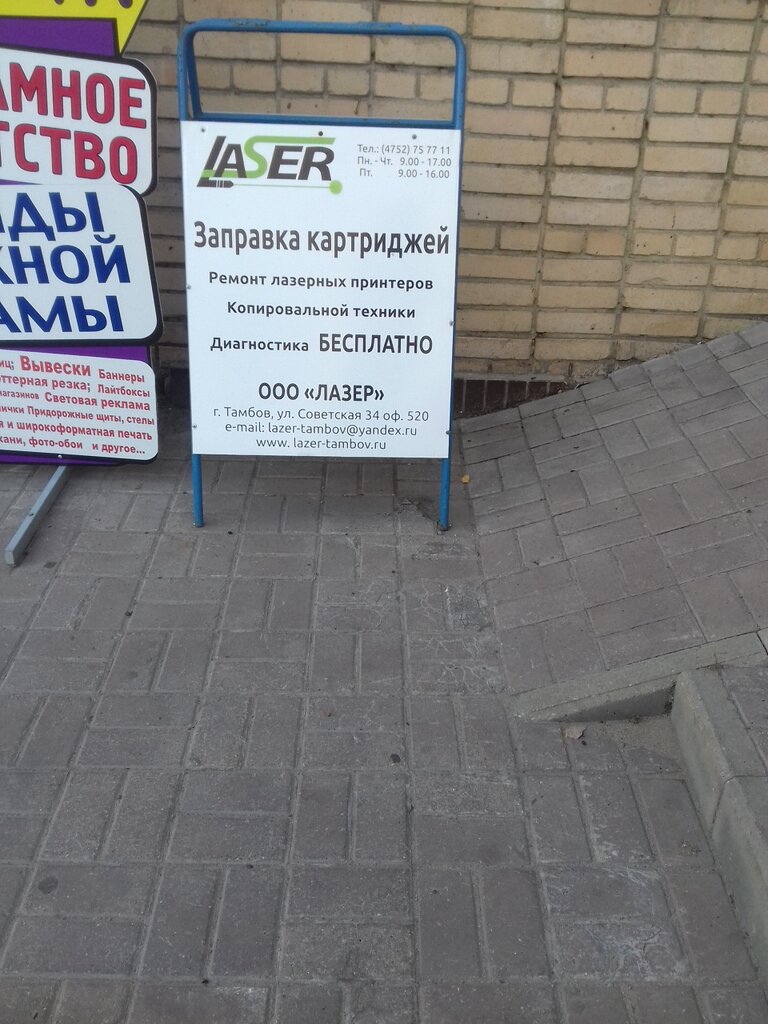 АМНОЕ
ТСТВО
ДЫ
ЖНОЙ
АМЫ
Вывески Баннеры
резка; Лайтбоксы
Световая реклама
Придорожные щиты, стелы
и широкоформатная печать
фото-обои и другое...
LASER
Тел.: (4752) 75 77 11
Пн. - Чт. 9.00 - 17.00
Пт. 9.00 - 16.00
Заправка картриджей
Ремонт лазерных принтеров
Копировальной техники
Диагностика БЕСПЛАТНО
ООО «ЛАЗЕР»
г. Тамбов, ул. Советская 34 оф. 520
e-mail: lazer-tambov@yandex.ru
www. lazer-tambov.ru